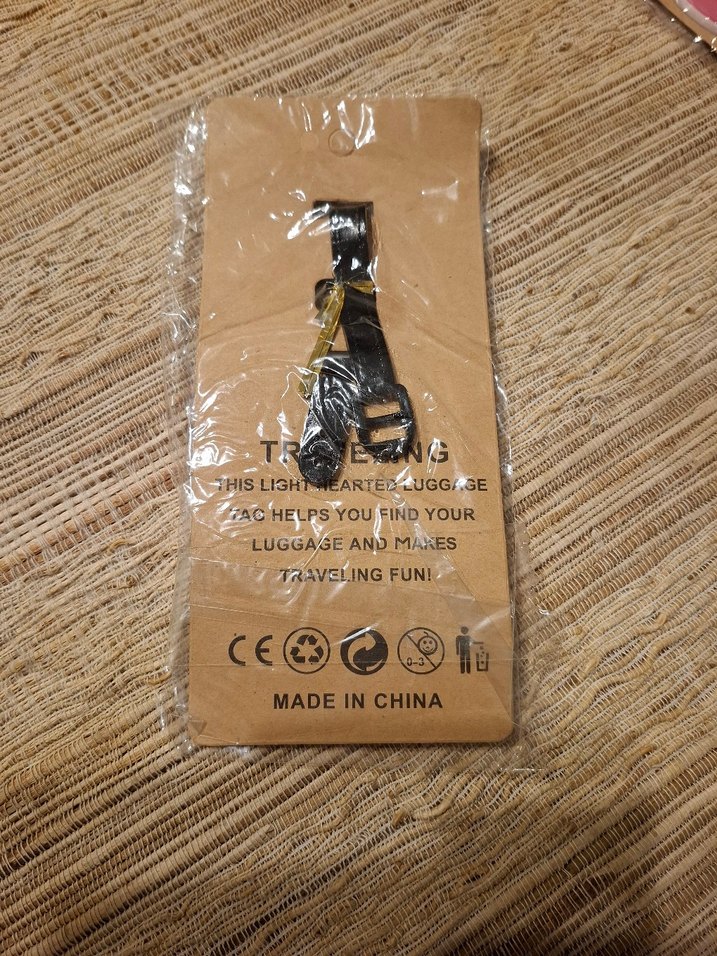 TRAVELING
THIS LIGHT HEARTED LUGGAGE
TAG HELPS YOU FIND YOUR
LUGGAGE AND MAKES
TRAVELING FUN!
CE 0-3
MADE IN CHINA